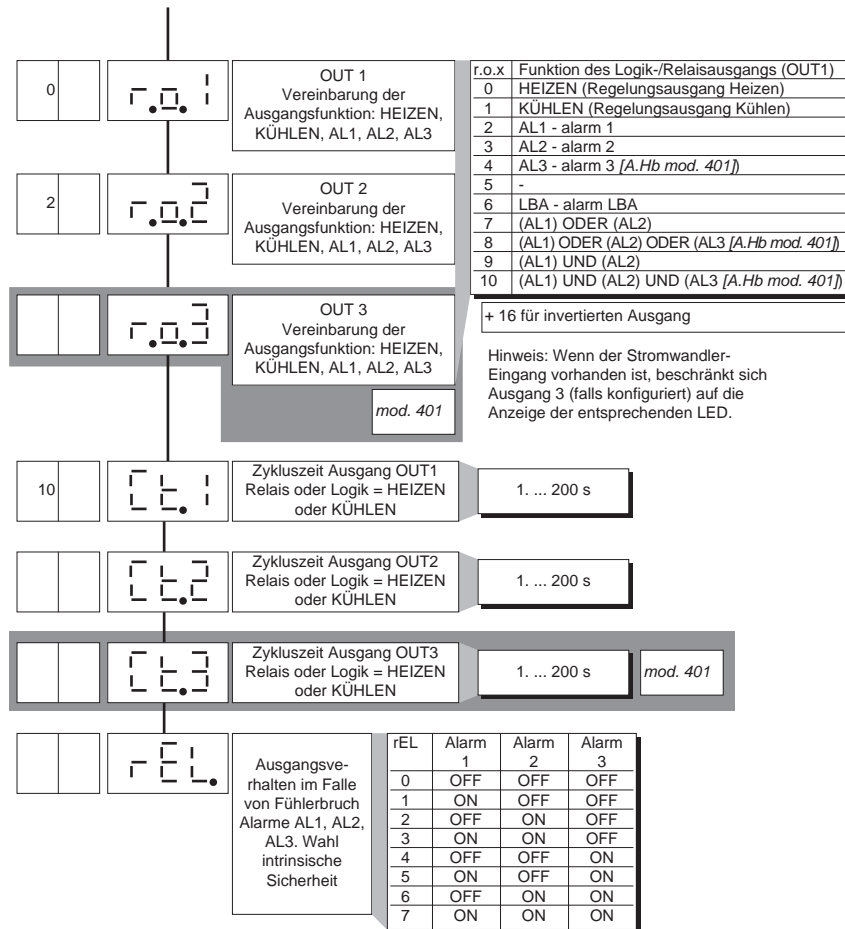 0
r.o.1
OUT 1
Vereinbarung der
Ausgangsfunktion: HEIZEN,
KÜHLEN, AL1, AL2, AL3
r.o.x Funktion des Logik-/Relaisausgangs (OUT1)
0 HEIZEN (Regelungsausgang Heizen)
1 KÜHLEN (Regelungsausgang Kühlen)
2 AL1 - alarm 1
3 AL2 - alarm 2
4 AL3 - alarm 3 [A.Hb mod. 401])
5 -
6 LBA - alarm LBA
7 (AL1) ODER (AL2)
8 (AL1) ODER (AL2) ODER (AL3 [A.Hb mod. 401])
9 (AL1) UND (AL2)
10 (AL1) UND (AL2) UND (AL3 [A.Hb mod. 401])
+ 16 für invertierten Ausgang
Hinweis: Wenn der Stromwandler-
Eingang vorhanden ist, beschränkt sich
Ausgang 3 (falls konfiguriert) auf die
Anzeige der entsprechenden LED.
2
r.o.2
OUT 2
Vereinbarung der
Ausgangsfunktion: HEIZEN,
KÜHLEN, AL1, AL2, AL3
r.o.3
OUT 3
Vereinbarung der
Ausgangsfunktion: HEIZEN,
KÜHLEN, AL1, AL2, AL3
mod. 401
10
Ct.1
Zykluszeit Ausgang OUT1
Relais oder Logik = HEIZEN
oder KÜHLEN
1. ... 200 s
Ct.2
Zykluszeit Ausgang OUT2
Relais oder Logik = HEIZEN
oder KÜHLEN
1. ... 200 s
Ct.3
Zykluszeit Ausgang OUT3
Relais oder Logik = HEIZEN
oder KÜHLEN
1. ... 200 s
mod. 401
rEL.
Ausgangsve-
rhalten im Falle
von Fühlerbruch
Alarme AL1, AL2,
AL3. Wahl
intrinsische
Sicherheit
rEL Alarm Alarm Alarm
1 2 3
0 OFF OFF OFF
1 ON OFF OFF
2 OFF ON OFF
3 ON ON OFF
4 OFF OFF ON
5 ON OFF ON
6 OFF ON ON
7 ON ON ON